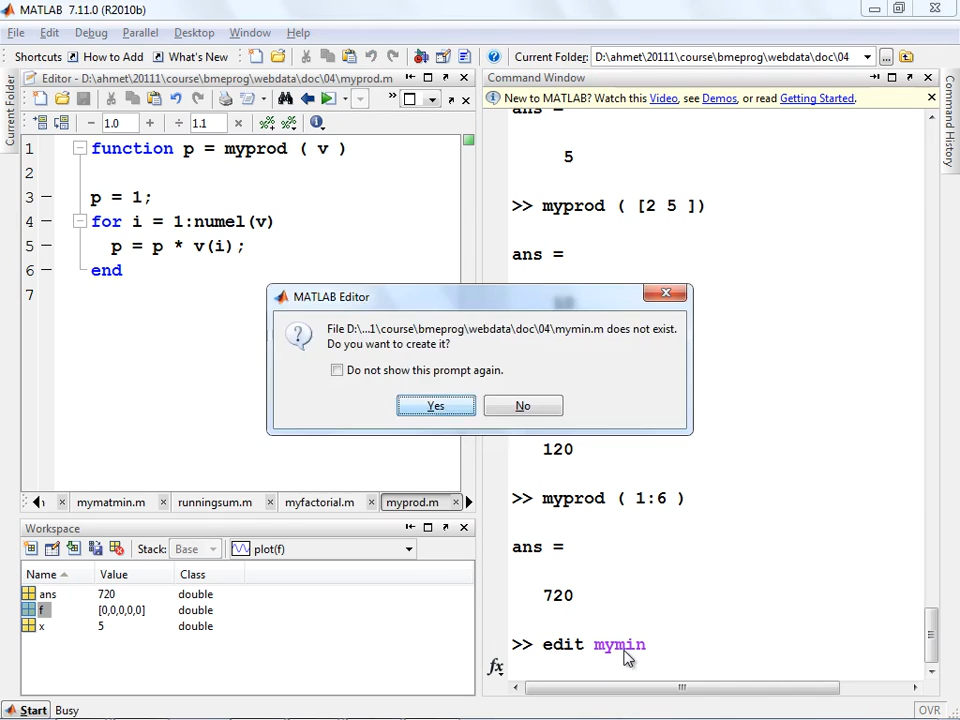 MATLAB 7.11.0 (R2010b)
File Edit Debug Parallel Desktop Window Help
Shortcuts How to Add What's New Current Folder: D:\ahmet\20111\course\bmeprog\webdata\doc\04
Current Folder
Editor - D:\ahmet\20111\course\bmeprog\webdata\doc\04\myprod.m
1.0 1.1
1 function p = myprod ( v )
2
3 p = 1;
4 for i = 1:numel(v)
5 p = p * v(i);
6 end
7
mymatmin.m runningsum.m myfactorial.m myprod.m
Workspace
Stack: Base plot(f)
Name Value Class
ans 720 double
f [0,0,0,0,0] double
x 5 double
Command Window
New to MATLAB? Watch this Video, see Demos, or read Getting Started.
ans =
5
>> myprod ( [2 5 ])
ans =
MATLAB Editor
File D:\...1\course\bmeprog\webdata\doc\04\mymin.m does not exist.
Do you want to create it?
Do not show this prompt again.
Yes No
120
>> myprod ( 1:6 )
ans =
720
>> edit mymin
fx
Command History
Start Busy OVR